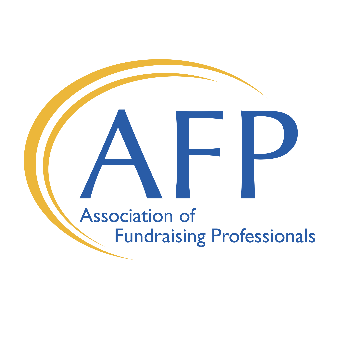 AFP
Association of
Fundraising Professionals